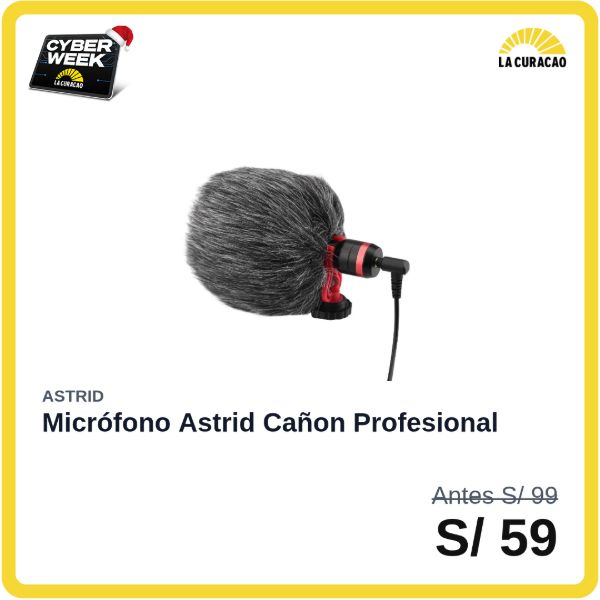 CYBER
WEEK
LA CURACAO
LA CURACAO
ASTRID
Micrófono Astrid Cañon Profesional
Antes S/ 99
S/ 59